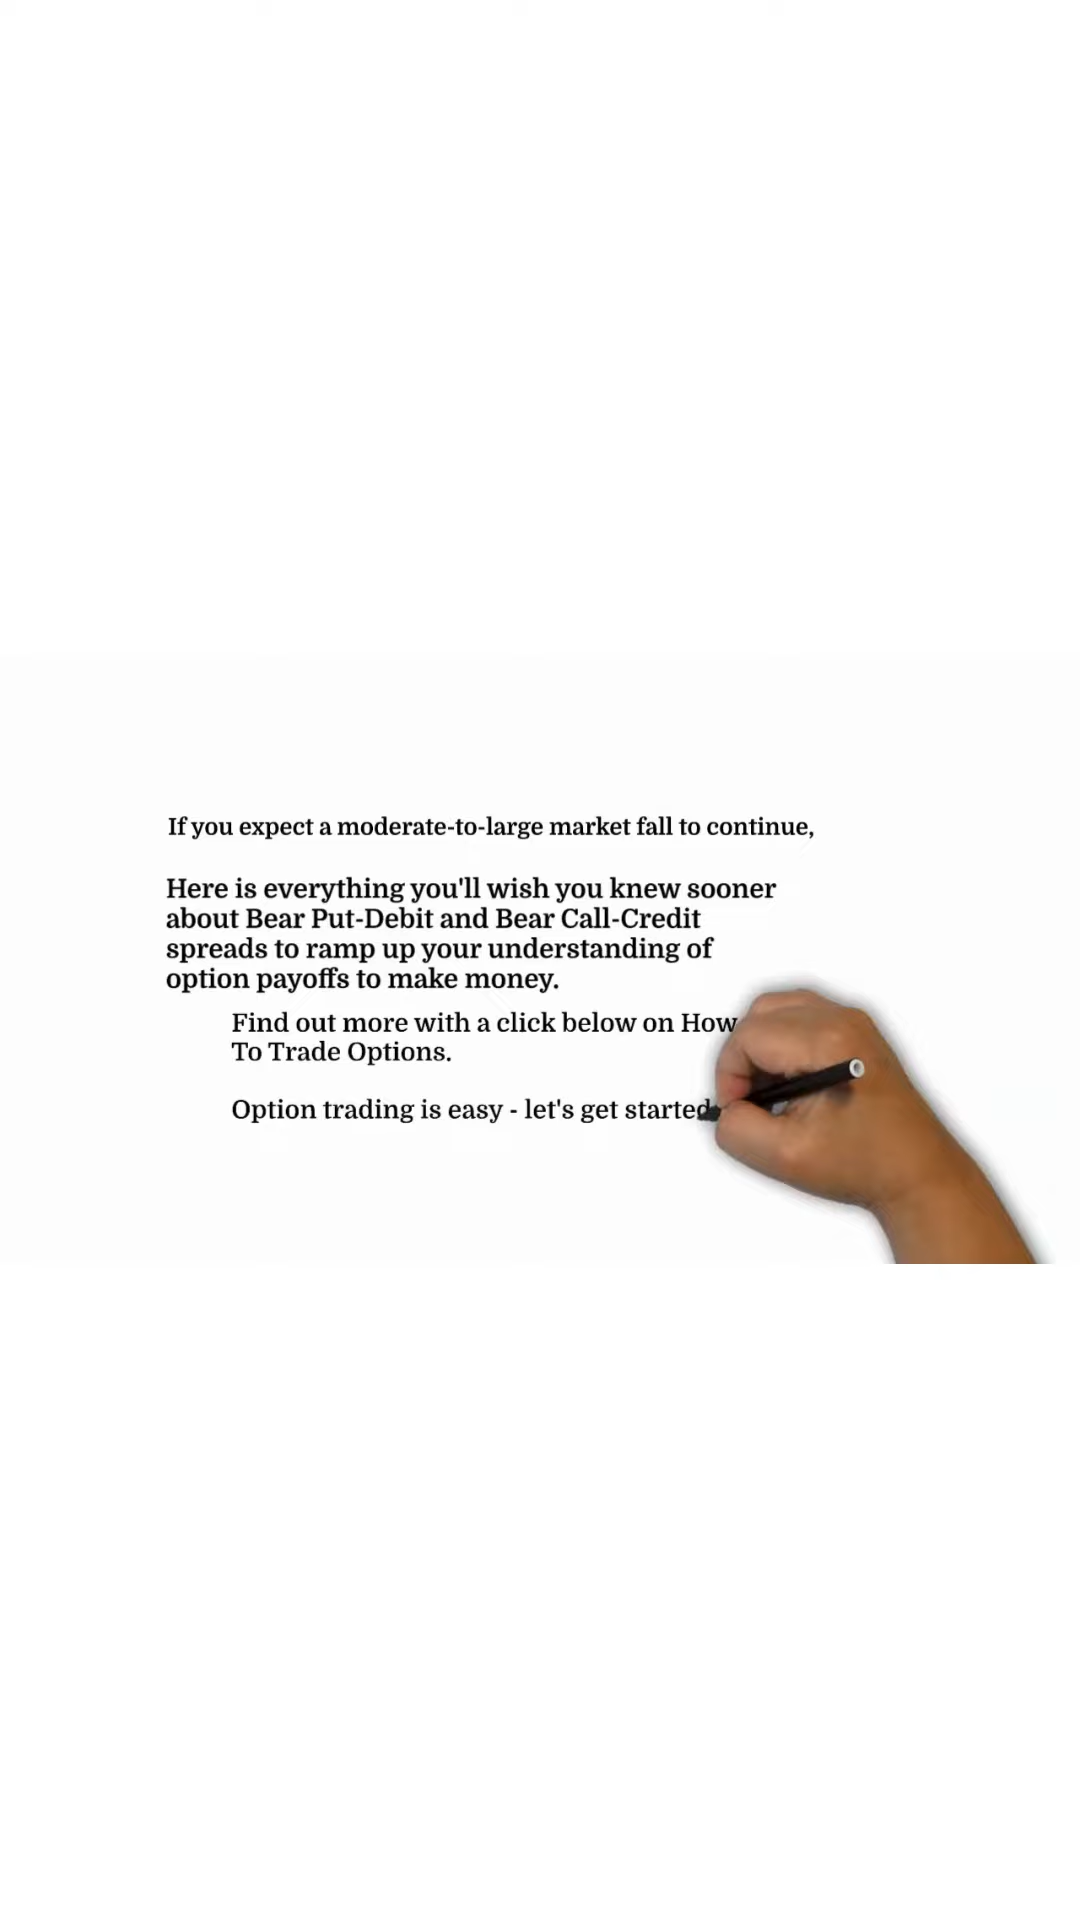 If you expect a moderate-to-large market fall to continue,
Here is everything you'll wish you knew sooner
about Bear Put-Debit and Bear Call-Credit
spreads to ramp up your understanding of
option payoffs to make money.
Find out more with a click below on How
To Trade Options.
Option trading is easy - let's get started